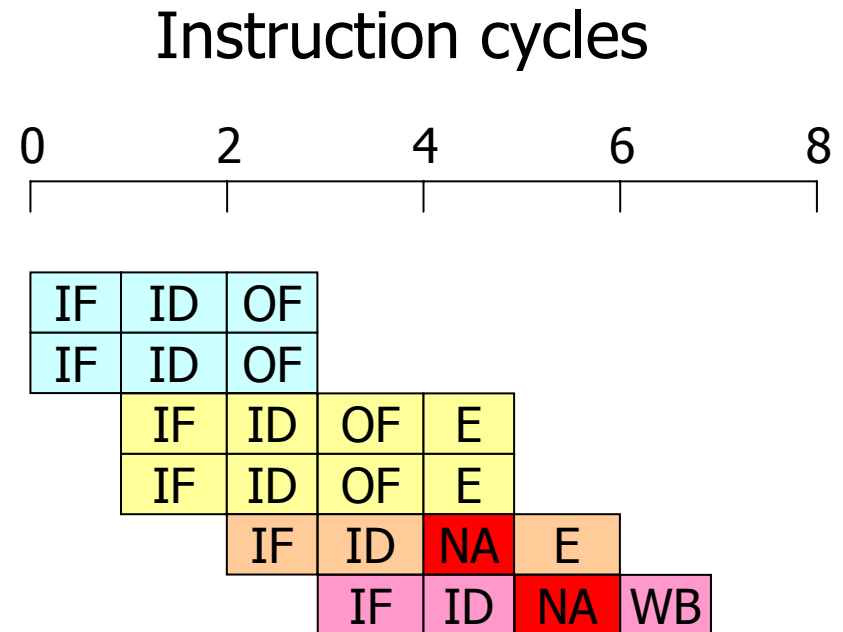 Instruction cycles
0 2 4 6 8
IF ID OF
IF ID OF
IF ID OF E
IF ID OF E
IF ID NA E
IF ID NA WB